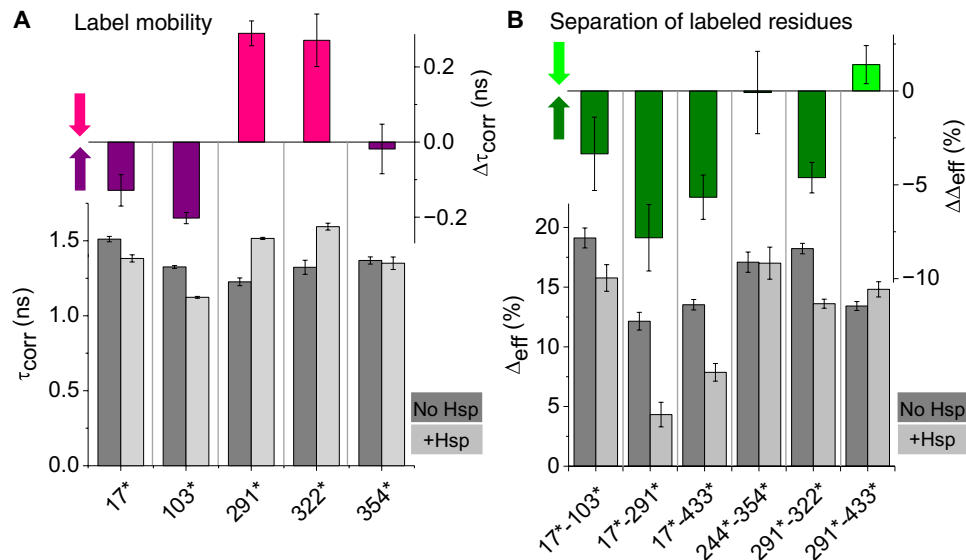 A Label mobility
0.2
0.0
−0.2
Δτcorr (ns)
1.5
1.0
0.5
0.0
τcorr (ns)
No Hsp
+Hsp
17* 103* 291* 322* 354*
B Separation of labeled residues
0
−5
−10
ΔΔeff (%)
20
15
10
5
0
Δeff (%)
No Hsp
+Hsp
17*-103* 17*-291* 17*-433* 244*-354* 291*-322* 291*-433*